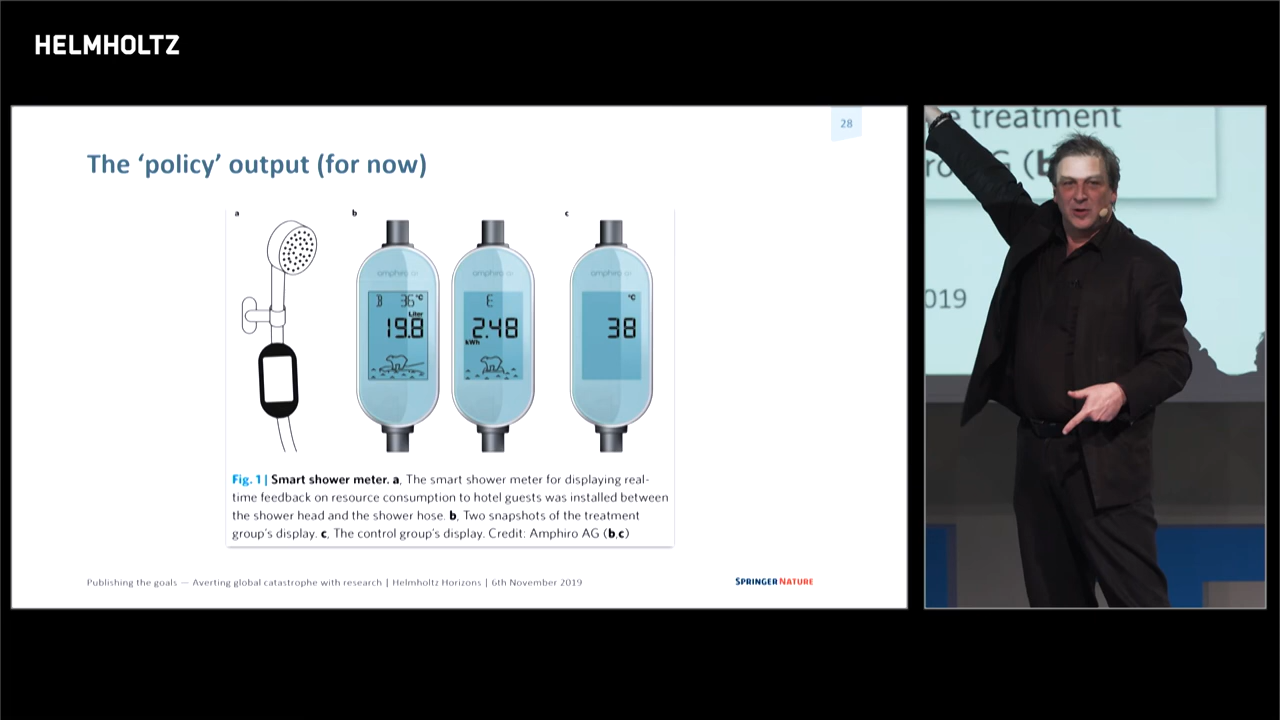 HELMHOLTZ
28
The ‘policy’ output (for now)
a
b
c
amphiro
B 36 °C
Liter
19.8
E
2.48
kWh
amphiro
°C
38
Fig. 1 | Smart shower meter. a, The smart shower meter for displaying real-
time feedback on resource consumption to hotel guests was installed between
the shower head and the shower hose. b, Two snapshots of the treatment
group's display. c, The control group's display. Credit: Amphiro AG (b,c)
Publishing the goals — Averting global catastrophe with research | Helmholtz Horizons | 6th November 2019
SPRINGER NATURE
treatment
(b
019